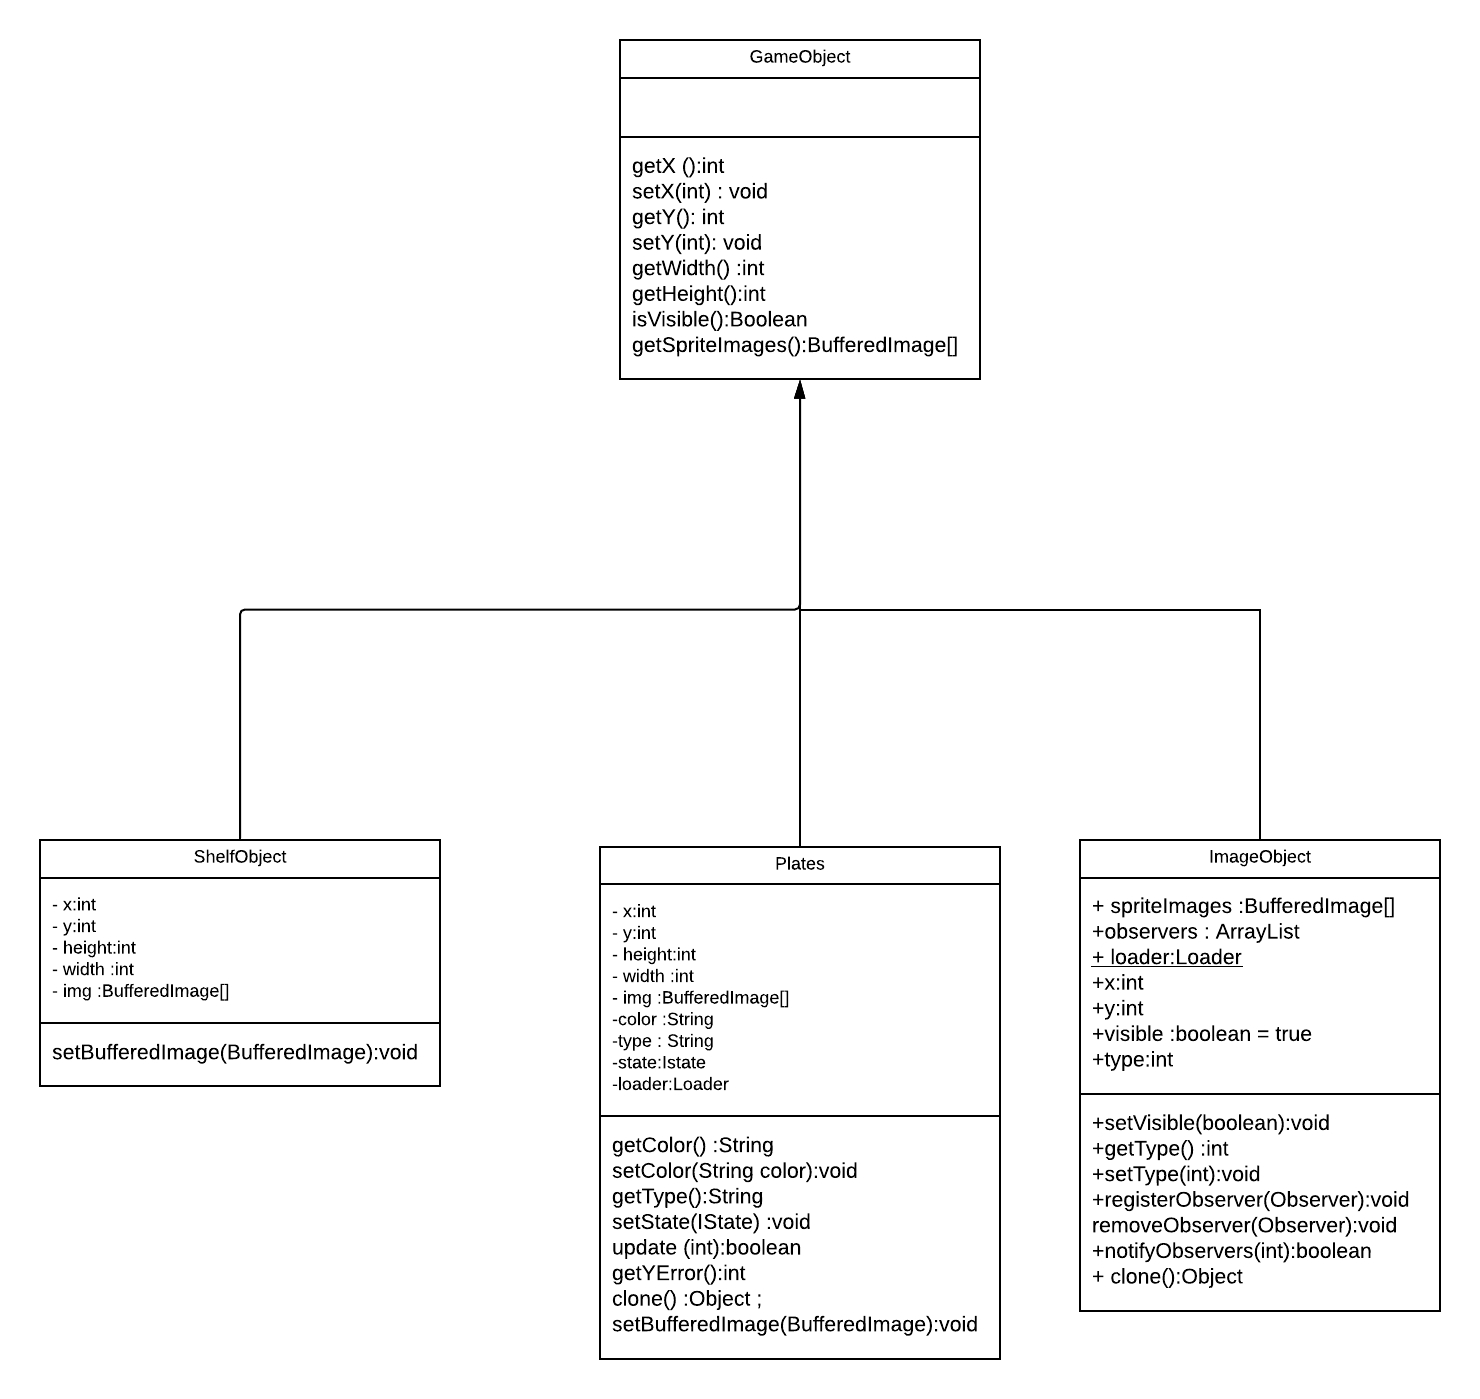 GameObject
getX ():int
setX(int) : void
getY(): int
setY(int): void
getWidth() :int
getHeight():int
isVisible():Boolean
getSpriteImages():BufferedImage[]
ShelfObject
- x:int
- y:int
- height:int
- width :int
- img :BufferedImage[]
setBufferedImage(BufferedImage):void
Plates
- x:int
- y:int
- height:int
- width :int
- img :BufferedImage[]
-color :String
-type : String
-state:Istate
-loader:Loader
getColor() :String
setColor(String color):void
getType():String
setState(IState) :void
update (int):boolean
getYError():int
clone() :Object ;
setBufferedImage(BufferedImage):void
ImageObject
+ spriteImages :BufferedImage[]
+observers : ArrayList
+ loader:Loader
+x:int
+y:int
+visible :boolean = true
+type:int
+setVisible(boolean):void
+getType() :int
+setType(int):void
+registerObserver(Observer):void
removeObserver(Observer):void
+notifyObservers(int):boolean
+ clone():Object